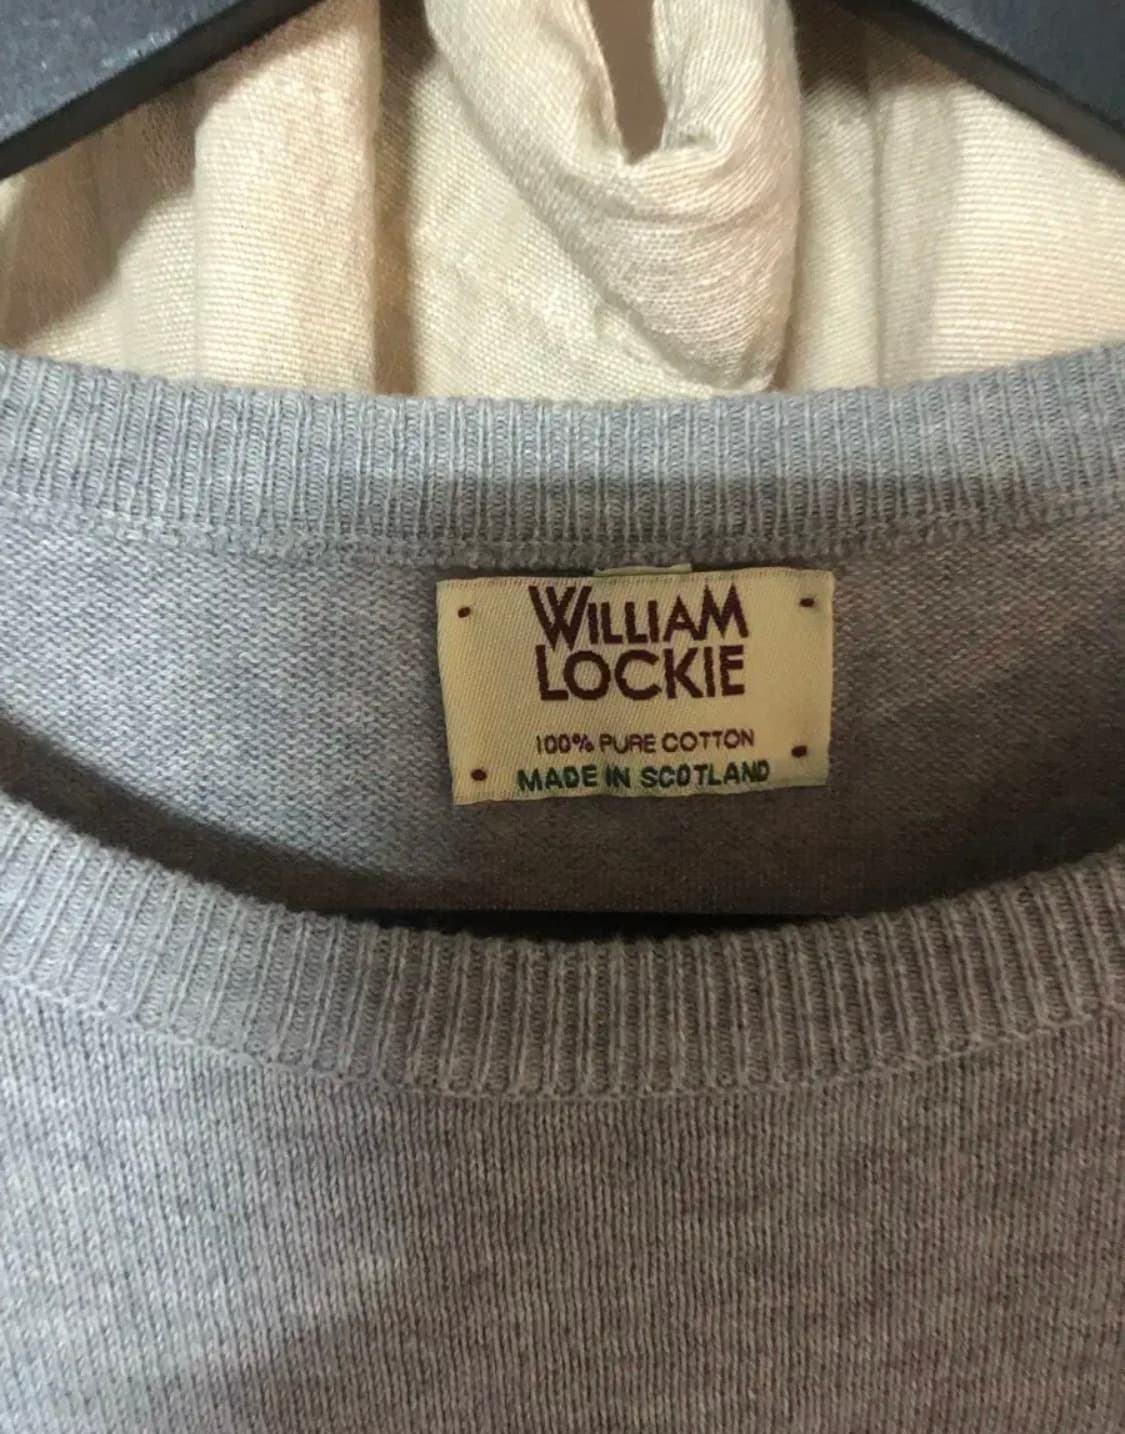 WILLIAM
LOCKIE
100% PURE COTTON
MADE IN SCOTLAND